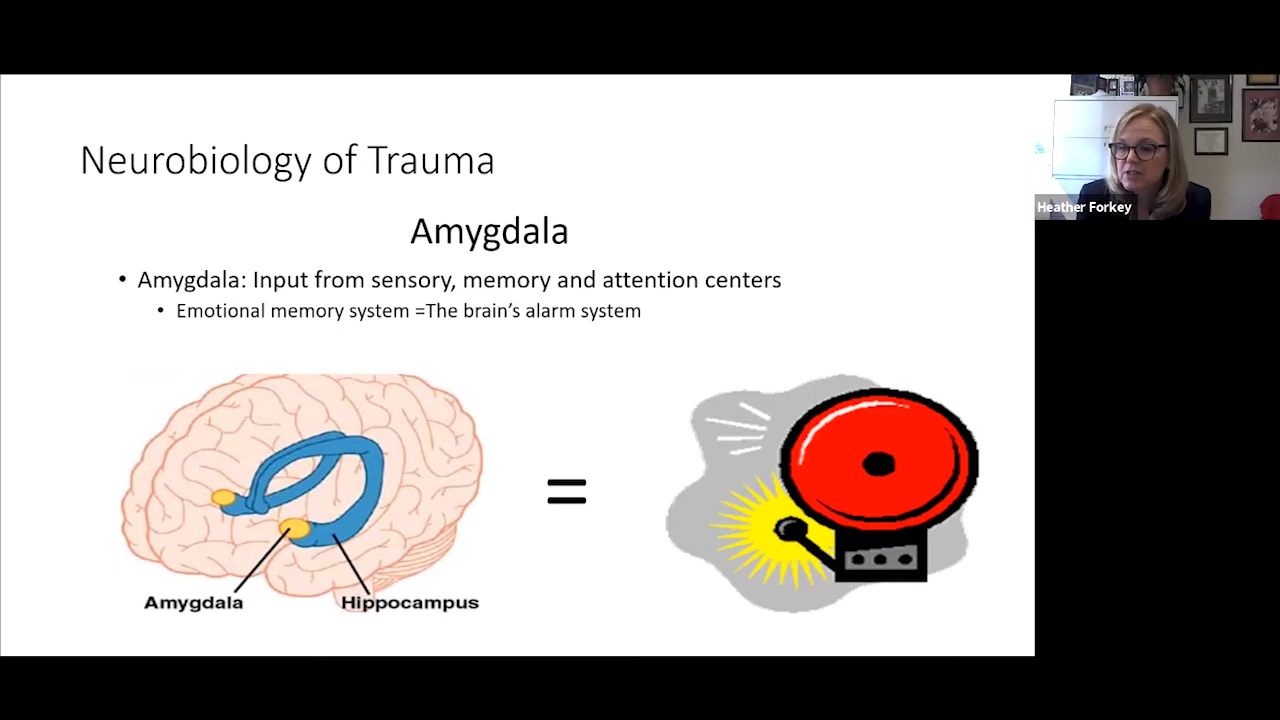 Neurobiology of Trauma
Amygdala
• Amygdala: Input from sensory, memory and attention centers
• Emotional memory system =The brain’s alarm system
=
Amygdala
Hippocampus
Heather Forkey